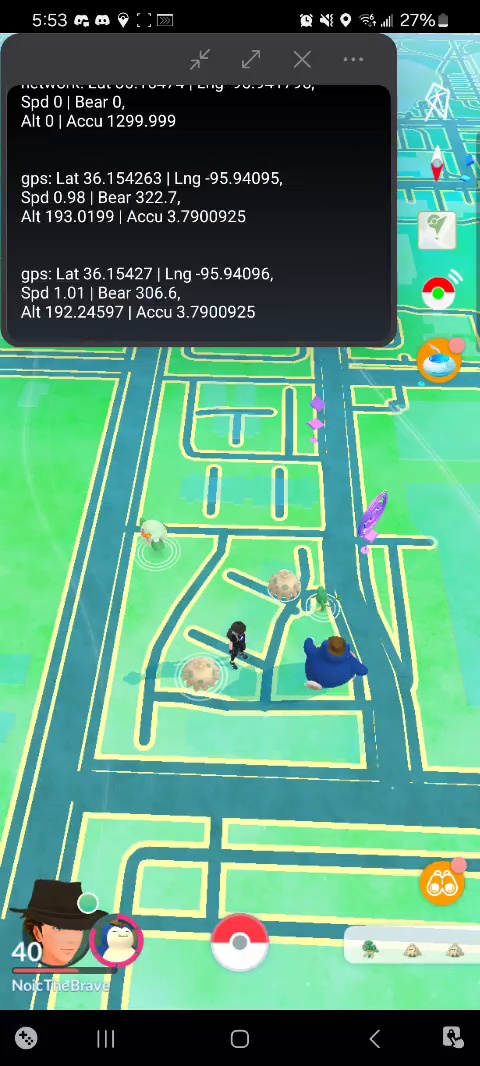 5:53
27%
Spd 0 | Bear 0,
Alt 0 | Accu 1299.999
gps: Lat 36.154263 | Lng -95.94095,
Spd 0.98 | Bear 322.7,
Alt 193.0199 | Accu 3.7900925
gps: Lat 36.15427 | Lng -95.94096,
Spd 1.01 | Bear 306.6,
Alt 192.24597 | Accu 3.7900925
40
NoicTheBrave